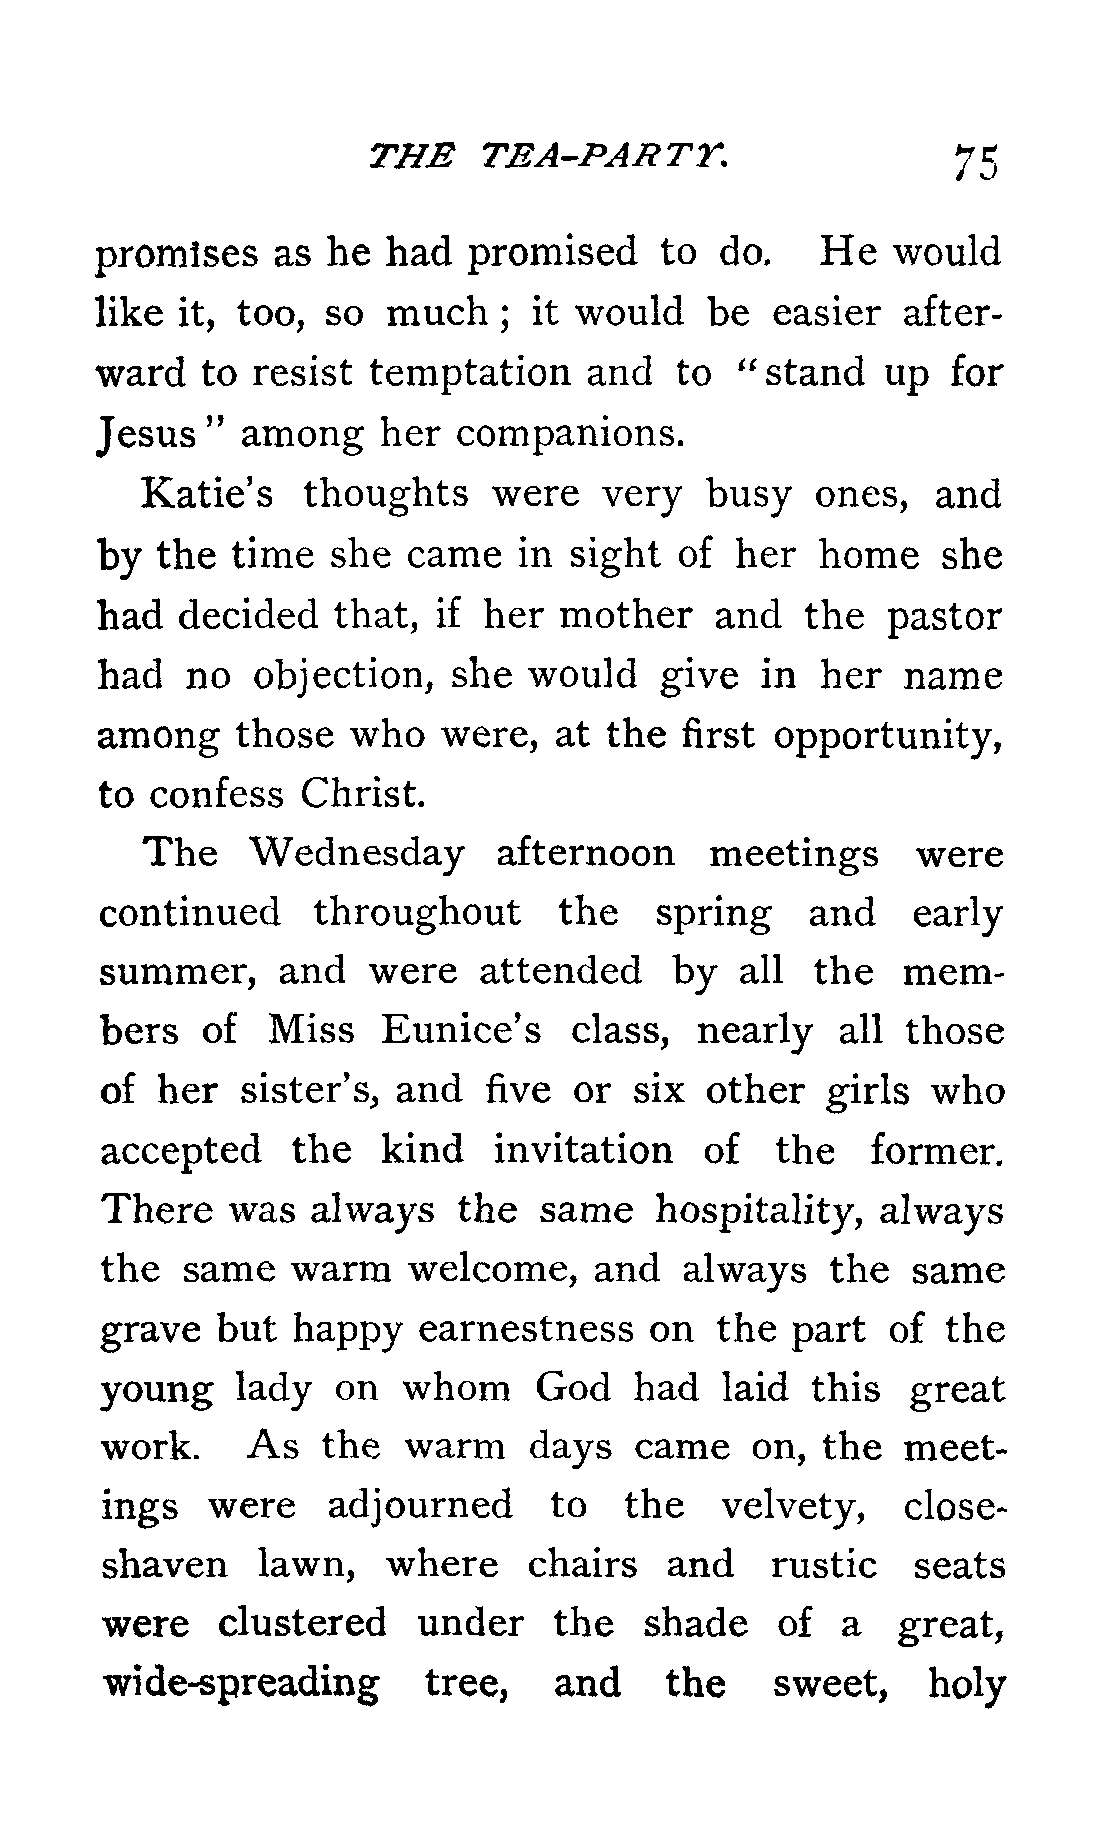 THE TEA-PARTY. 75
promises as he had promised to do. He would
like it, too, so much; it would be easier after-
ward to resist temptation and to "stand up for
Jesus" among her companions.
Katie's thoughts were very busy ones, and
by the time she came in sight of her home she
had decided that, if her mother and the pastor
had no objection, she would give in her name
among those who were, at the first opportunity,
to confess Christ.
The Wednesday afternoon meetings were
continued throughout the spring and early
summer, and were attended by all the mem-
bers of Miss Eunice's class, nearly all those
of her sister's, and five or six other girls who
accepted the kind invitation of the former.
There was always the same hospitality, always
the same warm welcome, and always the same
grave but happy earnestness on the part of the
young lady on whom God had laid this great
work. As the warm days came on, the meet-
ings were adjourned to the velvety, close-
shaven lawn, where chairs and rustic seats
were clustered under the shade of a great,
wide-spreading tree, and the sweet, holy